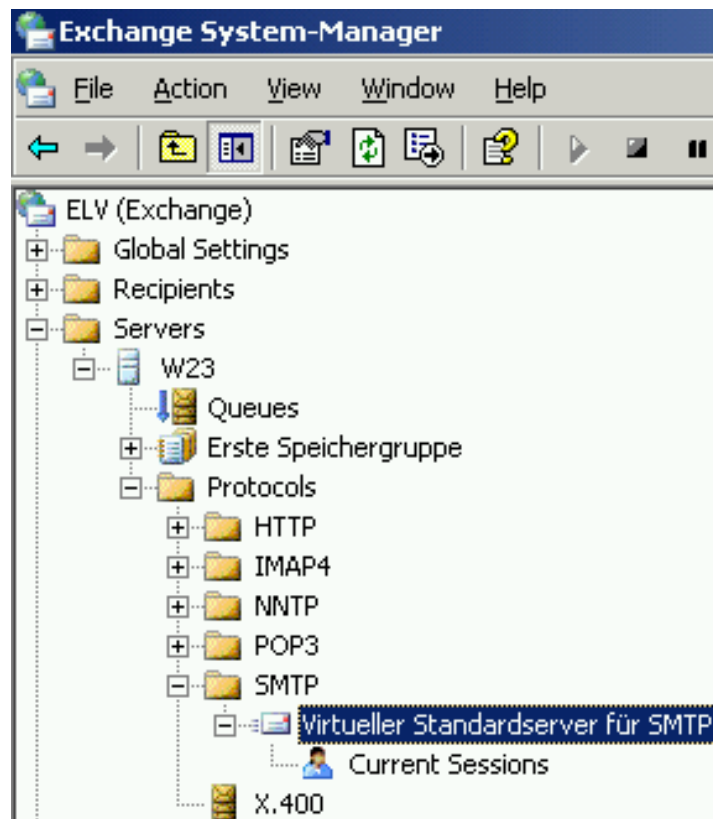 Exchange System-Manager
File Action View Window Help
ELV (Exchange)
Global Settings
Recipients
Servers
W23
Queues
Erste Speichergruppe
Protocols
HTTP
IMAP4
NNTP
POP3
SMTP
Virtueller Standardserver für SMTP
Current Sessions
X.400